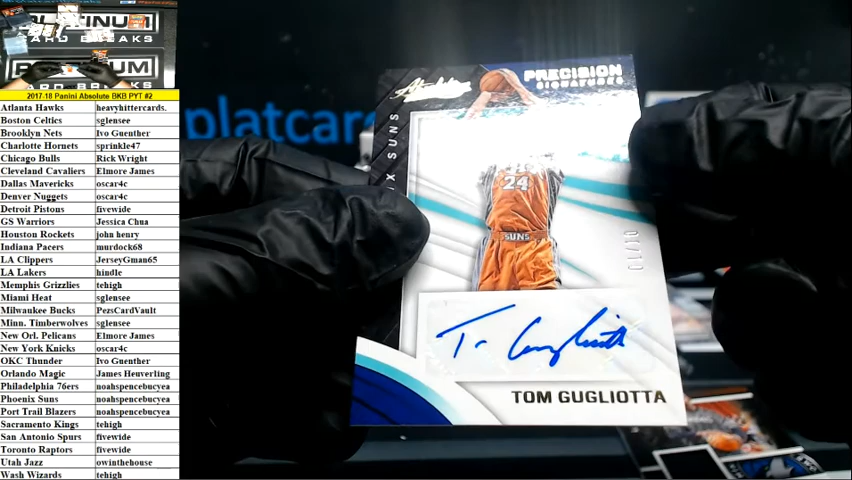 PLATINUM
CARD BREAKS
PLATINUM
CARD BREAKS
2017-18 Panini Absolute BKB PYT #2
Atlanta Hawks heavyhittercards.
Boston Celtics sglensee
Brooklyn Nets Ivo Guenther
Charlotte Hornets sprinkle47
Chicago Bulls Rick Wright
Cleveland Cavaliers Elmore James
Dallas Mavericks oscar4c
Denver Nuggets oscar4c
Detroit Pistons fivewide
GS Warriors Jessica Chua
Houston Rockets john henry
Indiana Pacers murdock68
LA Clippers JerseyGman65
LA Lakers hindle
Memphis Grizzlies tehigh
Miami Heat sglensee
Milwaukee Bucks PezsCardVault
Minn. Timberwolves sglensee
New Orl. Pelicans Elmore James
New York Knicks oscar4c
OKC Thunder Ivo Guenther
Orlando Magic James Heuverling
Philadelphia 76ers noahspencebucyea
Phoenix Suns noahspencebucyea
Port Trail Blazers noahspencebucyea
Sacramento Kings tehigh
San Antonio Spurs fivewide
Toronto Raptors fivewide
Utah Jazz owinthehouse
Wash Wizards tehigh
platcar
Absolute
PRECISION
SIGNATURES
X SUNS
24
SUNS
01/10
T. Gugliotta
TOM GUGLIOTTA